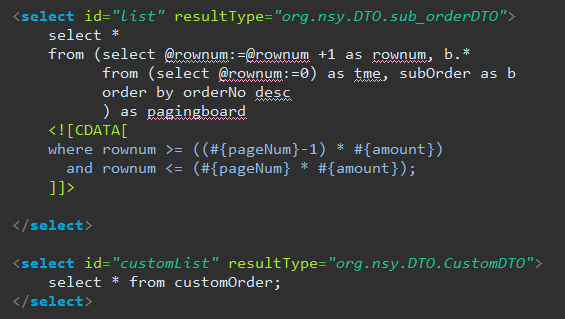 <select id="list" resultType="org.nsy.DTO.sub_orderDTO">
select *
from (select @rownum:=@rownum +1 as rownum, b.*
from (select @rownum:=0) as tme, subOrder as b
order by orderNo desc
) as pagingboard
<![CDATA[
where rownum >= ((#{pageNum}-1) * #{amount})
and rownum <= (#{pageNum} * #{amount});
]]>
</select>
<select id="customList" resultType="org.nsy.DTO.CustomDTO">
select * from customOrder;
</select>